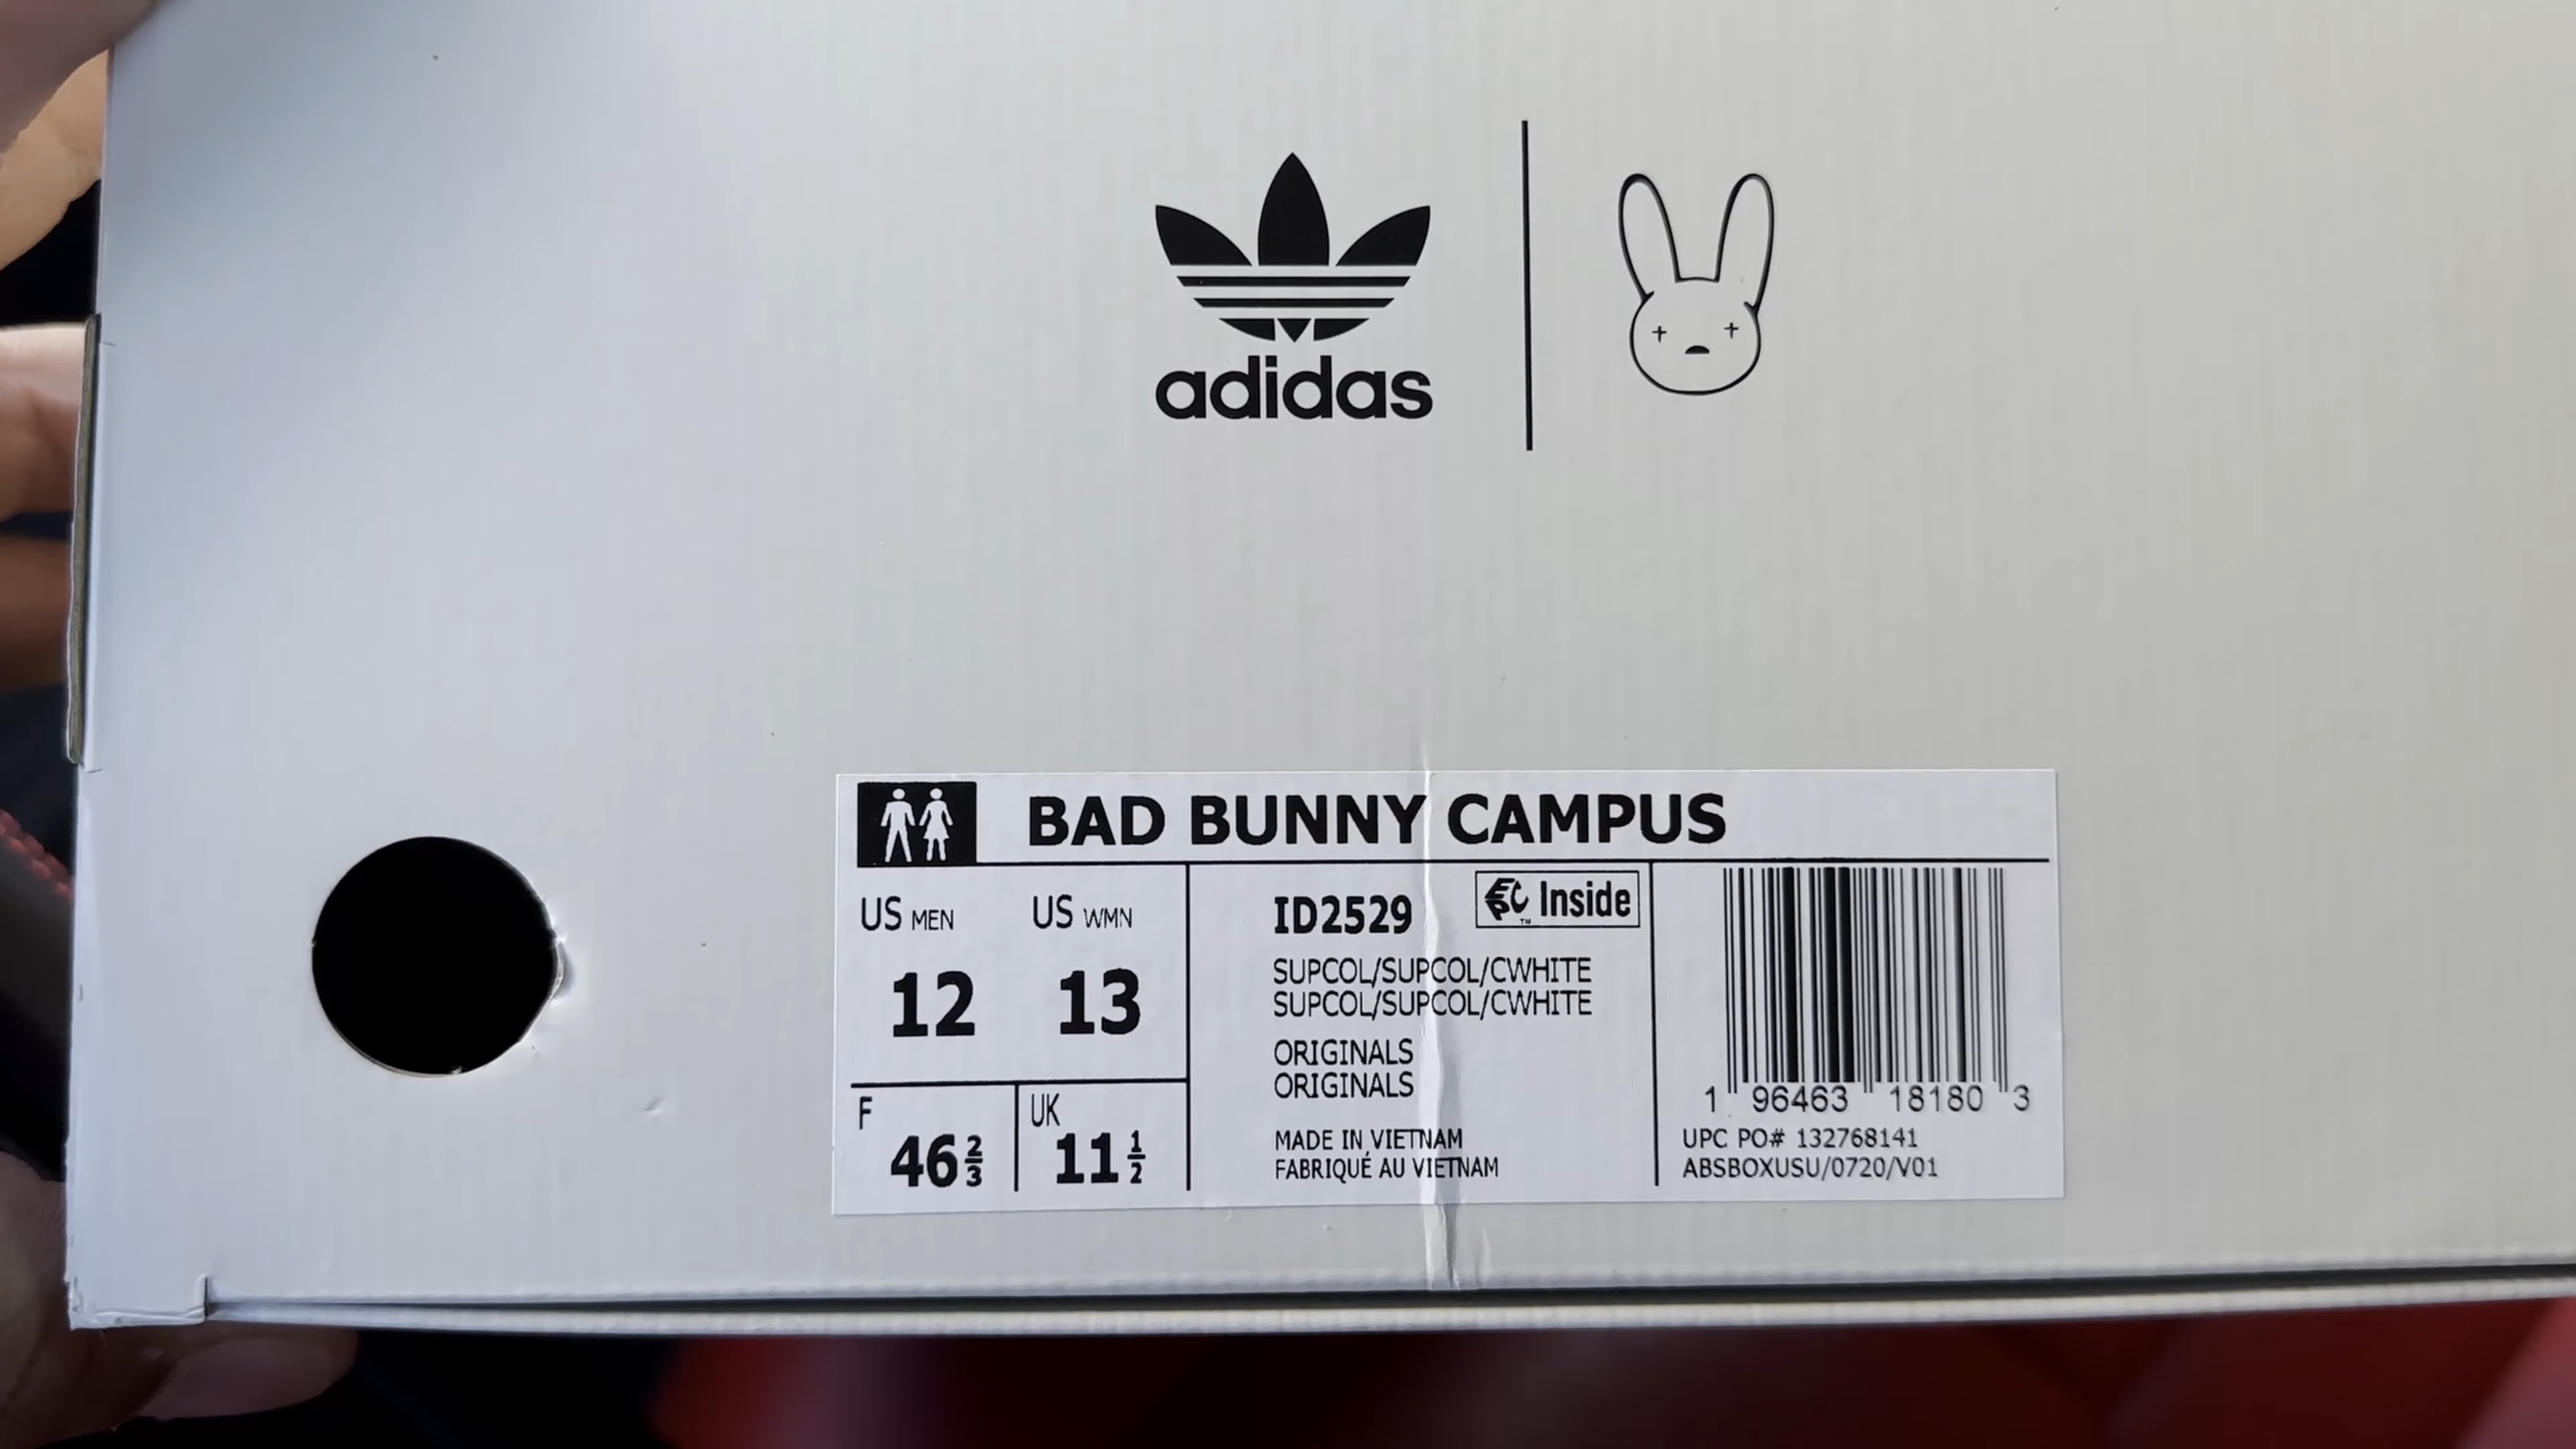 adidas
BAD BUNNY CAMPUS
US MEN
US WMN
12
13
F
46 2/3
UK
11 1/2
ID2529
EPC Inside
TM
SUPCOL/SUPCOL/CWHITE
SUPCOL/SUPCOL/CWHITE
ORIGINALS
ORIGINALS
MADE IN VIETNAM
FABRIQUÉ AU VIETNAM
1 96463 18180 3
UPC PO# 132768141
ABSBOXUSU/0720/V01